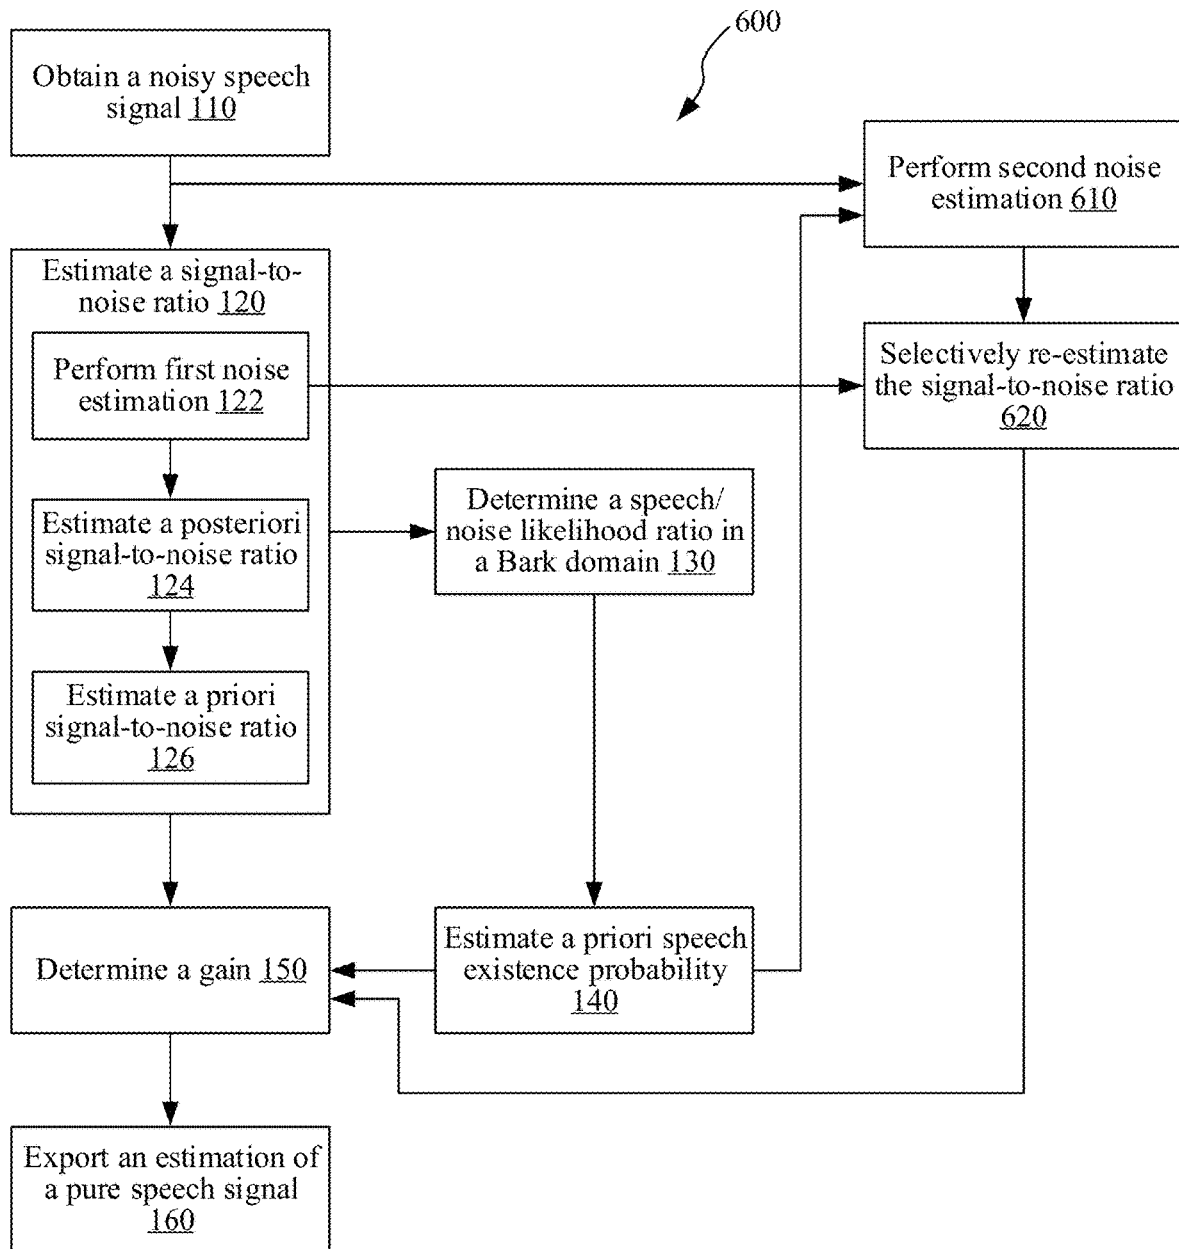 600
Obtain a noisy speech
signal 110
Perform second noise
estimation 610
Estimate a signal-to-
noise ratio 120
Perform first noise
estimation 122
Selectively re-estimate
the signal-to-noise ratio
620
Estimate a posteriori
signal-to-noise ratio
124
Determine a speech/
noise likelihood ratio in
a Bark domain 130
Estimate a priori
signal-to-noise ratio
126
Determine a gain 150
Estimate a priori speech
existence probability
140
Export an estimation of
a pure speech signal
160